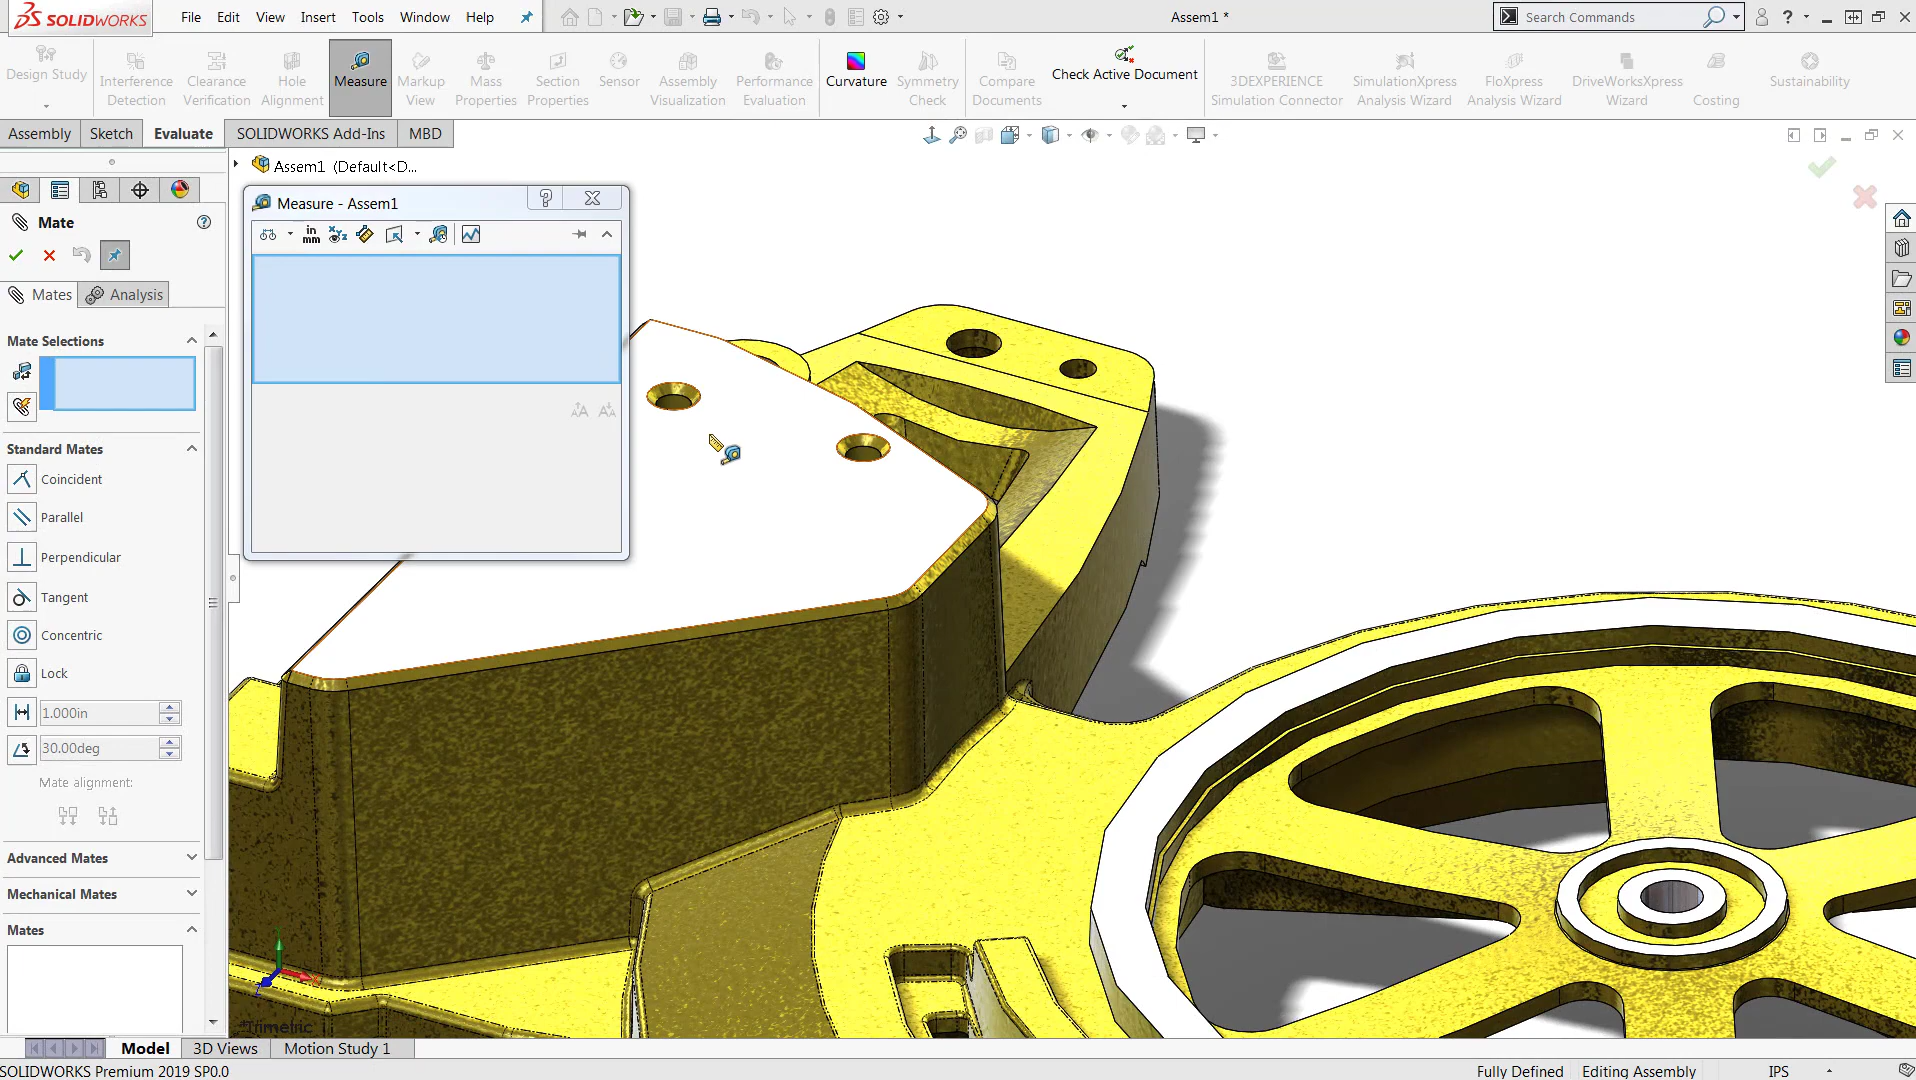 SOLIDWORKS File Edit View Insert Tools Window Help Assem1 * Search Commands ?
Design Study
Interference Detection
Clearance Verification
Hole Alignment
Measure
Markup View
Mass Properties
Section Properties
Sensor
Assembly Visualization
Performance Evaluation
Curvature
Symmetry Check
Compare Documents
Check Active Document
3DEXPERIENCE Simulation Connector
SimulationXpress Analysis Wizard
FloXpress Analysis Wizard
DriveWorksXpress Wizard
Costing
Sustainability
Assembly Sketch Evaluate SOLIDWORKS Add-Ins MBD
Assem1 (Default<D...
Measure - Assem1
in
mm
Mate
Mates Analysis
Mate Selections
Standard Mates
Coincident
Parallel
Perpendicular
Tangent
Concentric
Lock
1.000in
30.00deg
Mate alignment:
Advanced Mates
Mechanical Mates
Mates
*Trimetric
Model 3D Views Motion Study 1
SOLIDWORKS Premium 2019 SP0.0 Fully Defined Editing Assembly IPS